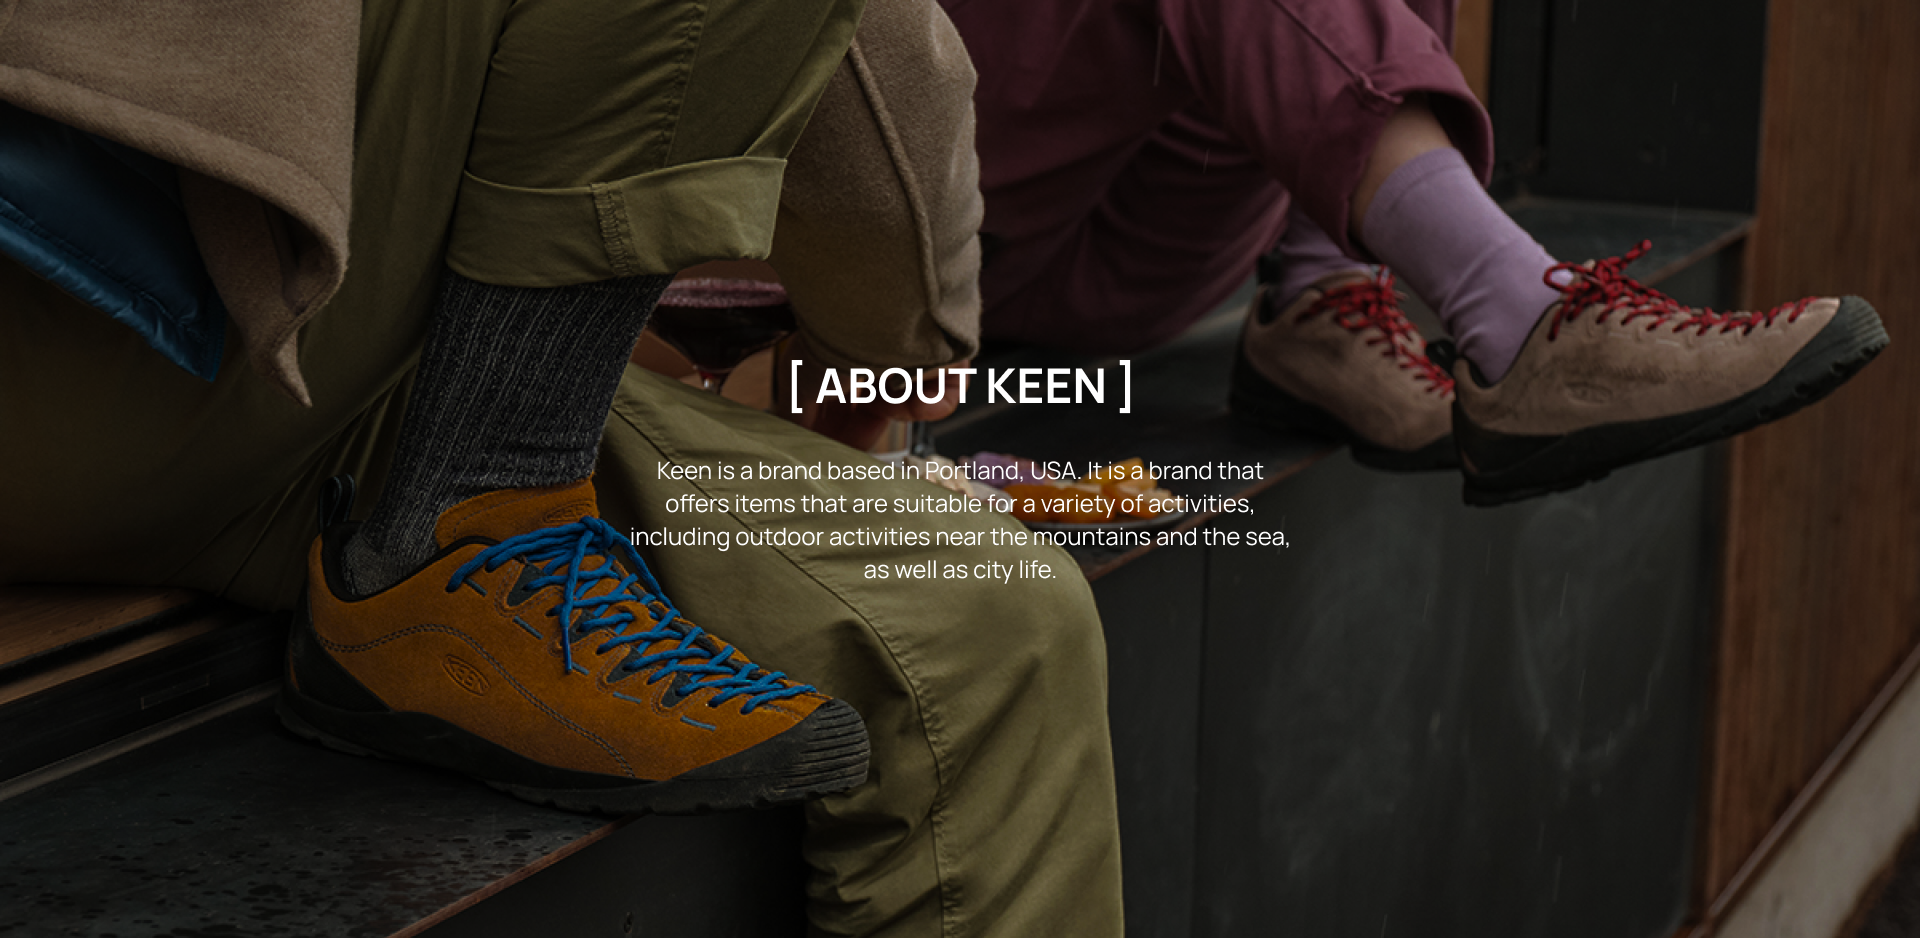 [ ABOUT KEEN ]
Keen is a brand based in Portland, USA. It is a brand that
offers items that are suitable for a variety of activities,
including outdoor activities near the mountains and the sea,
as well as city life.
KEEN